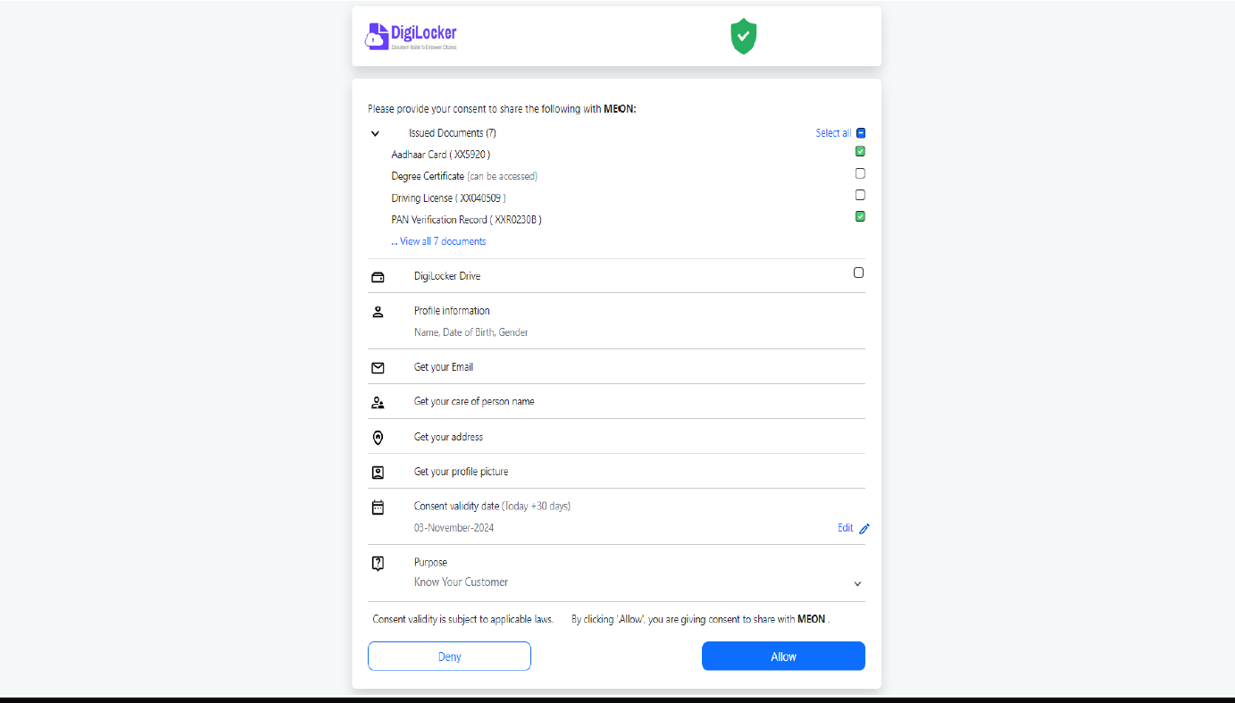 DigiLocker
Document Wallet to Empower Citizens
Please provide your consent to share the following with MEON:
Issued Documents (7)
Select all
Aadhaar Card ( XX5920 )
Degree Certificate (can be accessed)
Driving License ( XX040509 )
PAN Verification Record ( XXR0230B )
... View all 7 documents
DigiLocker Drive
Profile information
Name, Date of Birth, Gender
Get your Email
Get your care of person name
Get your address
Get your profile picture
Consent validity date (Today +30 days)
03-November-2024
Edit
Purpose
Know Your Customer
Consent validity is subject to applicable laws. By clicking 'Allow', you are giving consent to share with MEON .
Deny
Allow